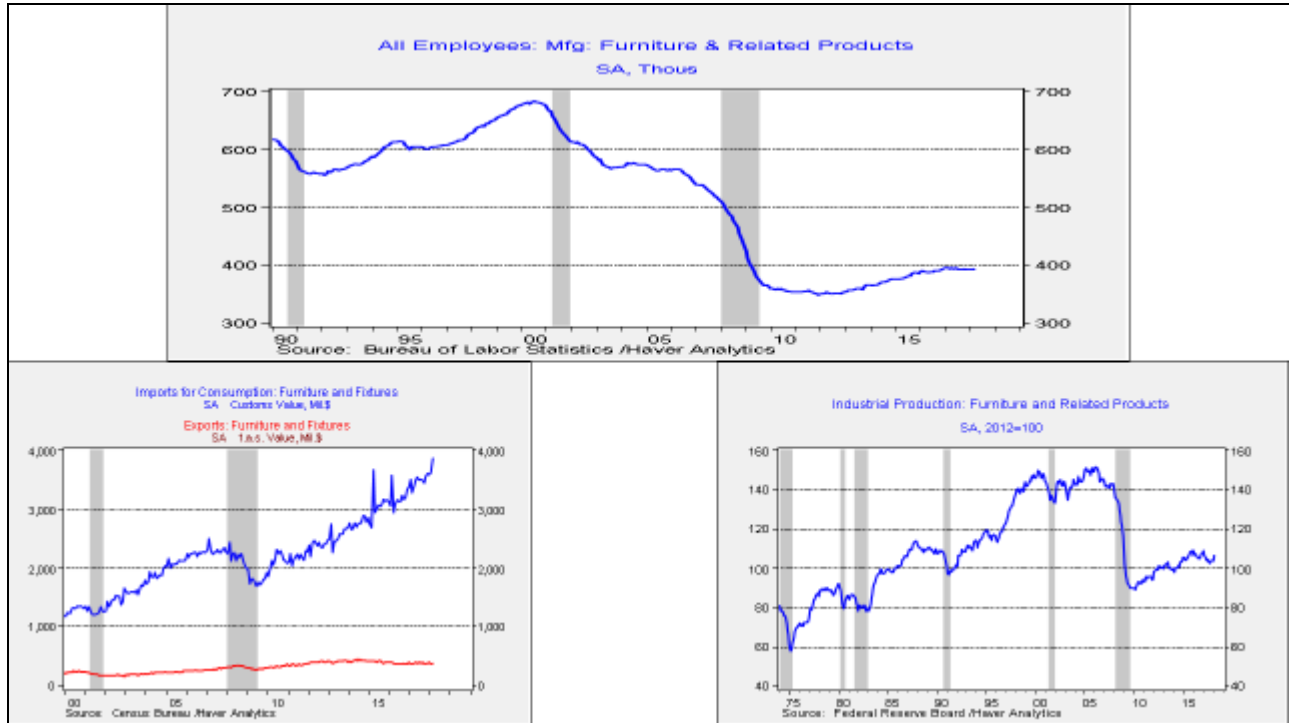 All Employees: Mfg: Furniture & Related Products
SA, Thous
700 700
600 600
500 500
400 400
300 300
90 95 00 05 10 15
Source: Bureau of Labor Statistics /Haver Analytics
Imports for Consumption: Furniture and Fixtures
SA Customs Value, Mil.$
Exports: Furniture and Fixtures
SA f.a.s. Value, Mil.$
4,000 4,000
3,000 3,000
2,000 2,000
1,000 1,000
0 0
00 05 10 15
Source: Census Bureau /Haver Analytics
Industrial Production: Furniture and Related Products
SA, 2012=100
160 160
140 140
120 120
100 100
80 80
60 60
40 40
75 80 85 90 95 00 05 10 15
Source: Federal Reserve Board /Haver Analytics